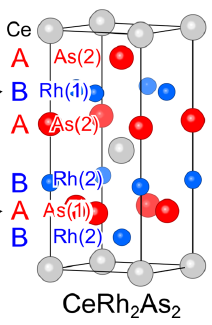 Ce
A As(2)
B Rh(1)
A As(2)
B Rh(2)
A As(1)
B Rh(2)
CeRh₂As₂